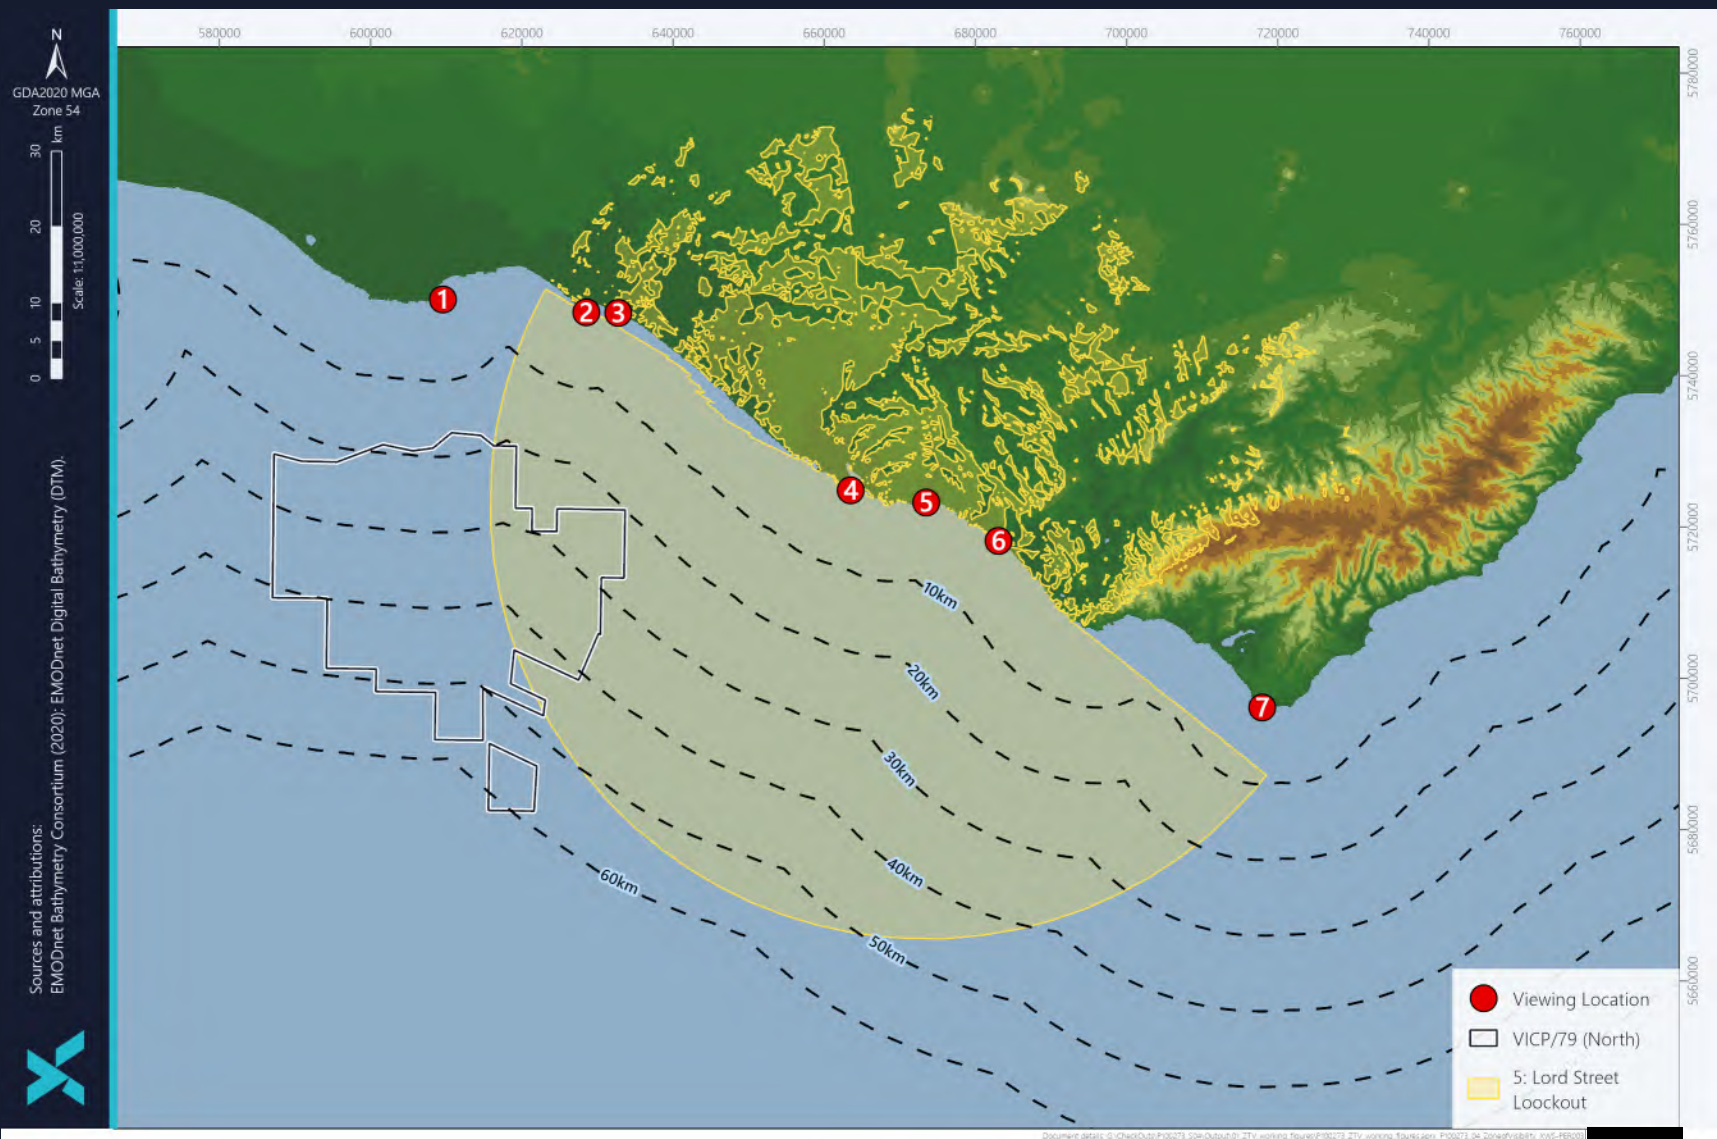 580000
600000
620000
640000
660000
680000
700000
720000
740000
760000
N
GDA2020 MGA
Zone 54
km
30
20
10
5
0
Scale: 1:1,000,000
Sources and attributions:
EMODnet Bathymetry Consortium (2020): EMODnet Digital Bathymetry (DTM).
5780000
5760000
5740000
5720000
5700000
5680000
5660000
1
2
3
4
5
6
7
10km
20km
30km
40km
50km
60km
Viewing Location
VICP/79 (North)
5: Lord Street
Loockout